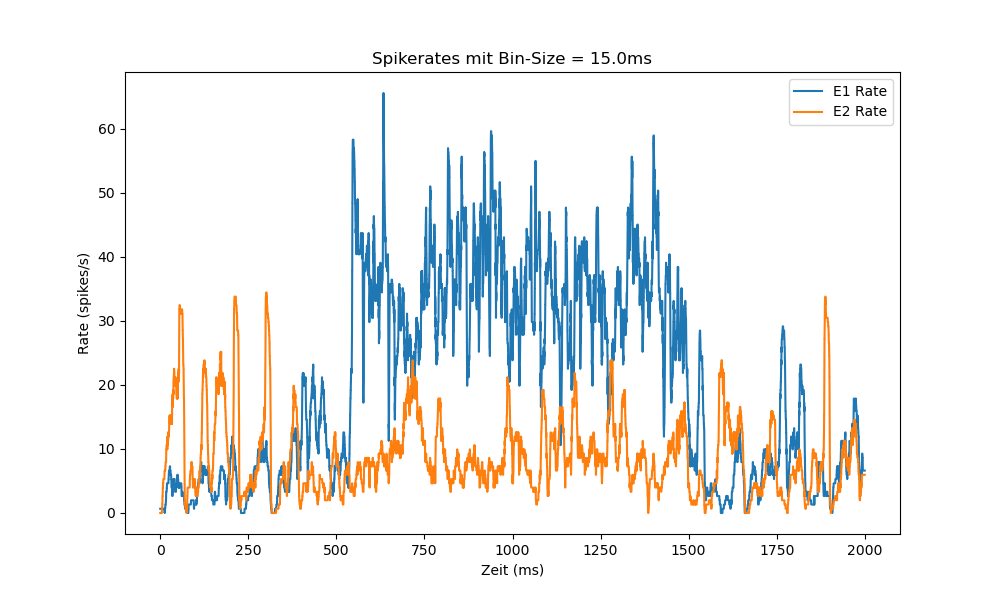 Spikerates mit Bin-Size = 15.0ms
E1 Rate
E2 Rate
Rate (spikes/s)
60
50
40
30
20
10
0
0 250 500 750 1000 1250 1500 1750 2000
Zeit (ms)